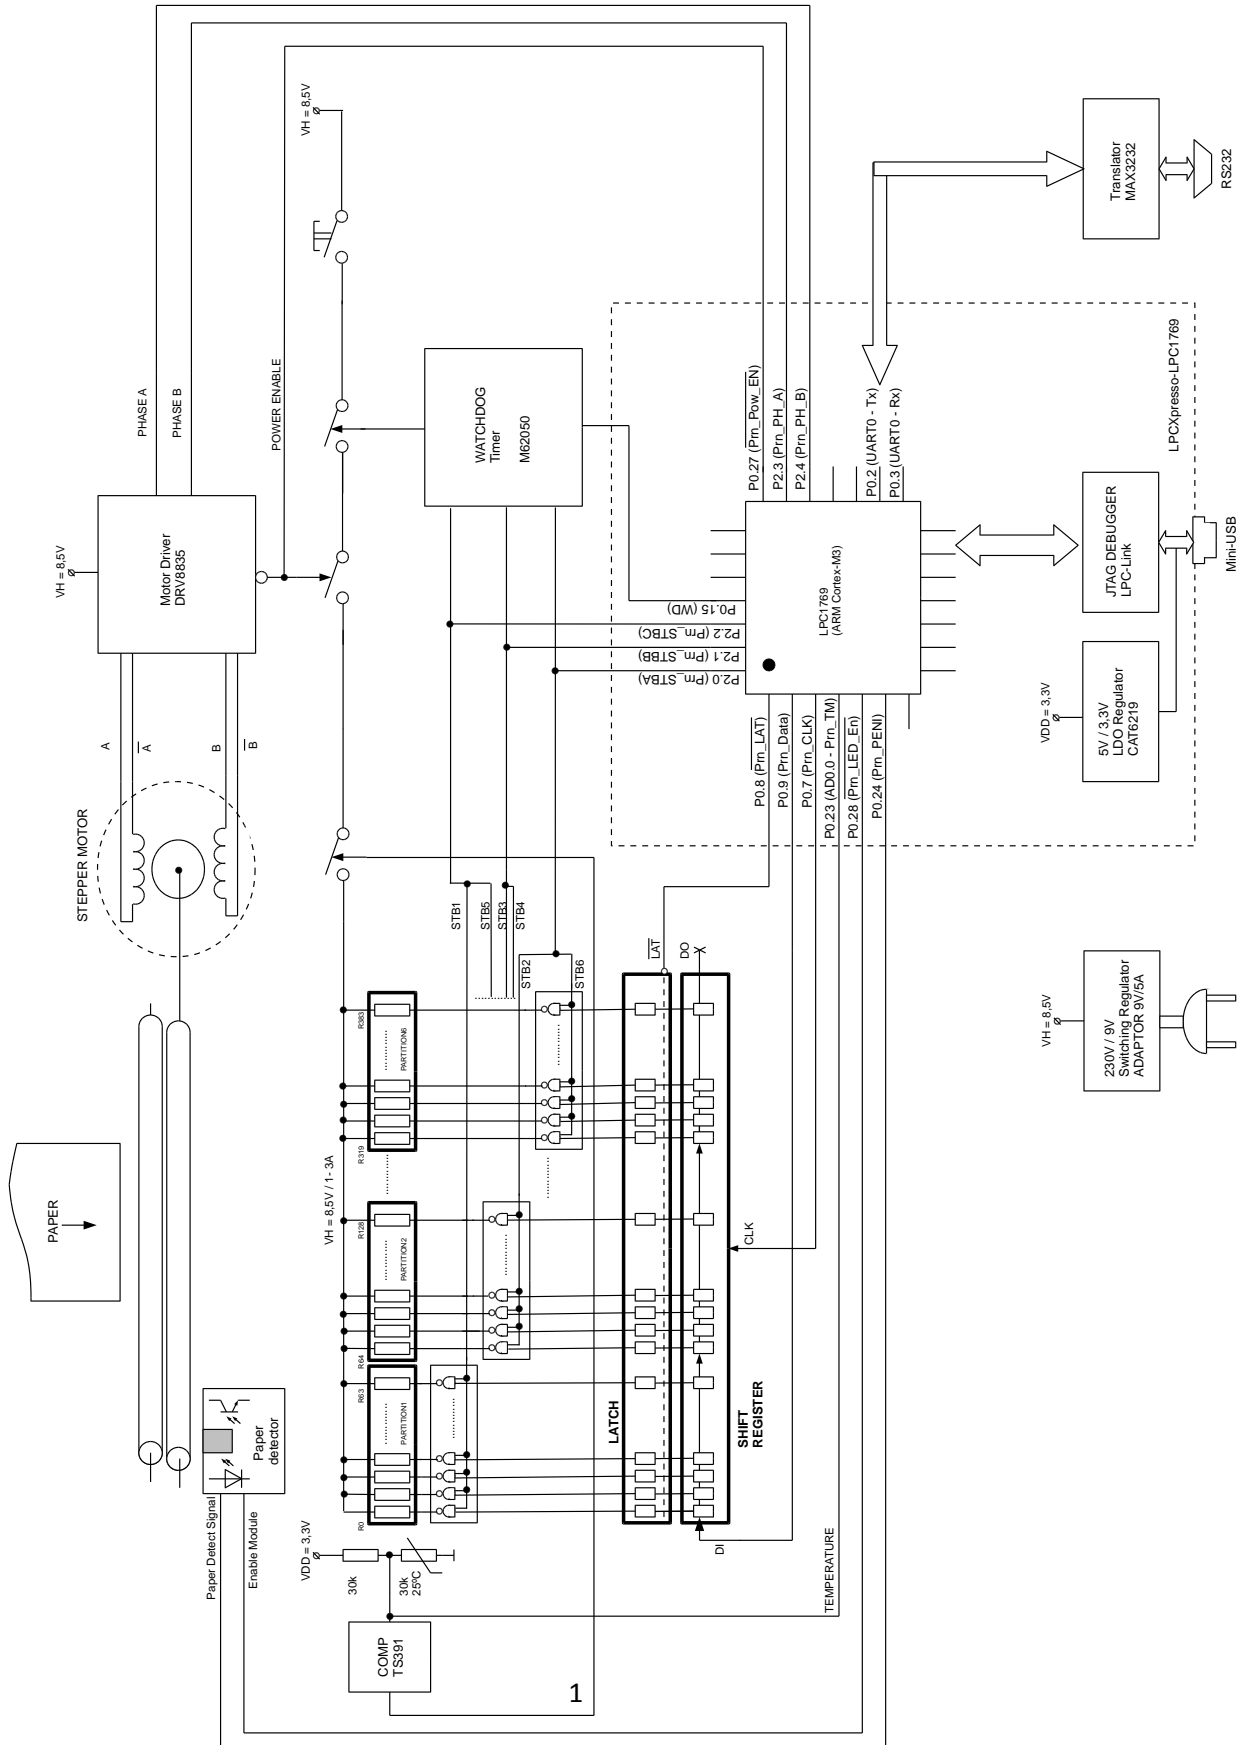 PAPER
STEPPER MOTOR
A
A
B
B
VH = 8,5V
Motor Driver
DRV8835
PHASE A
PHASE B
POWER ENABLE
VH = 8,5V
Paper Detect Signal
Enable Module
Paper
detector
VDD = 3,3V
30k
30k
25ºC
COMP
TS391
TEMPERATURE
VH = 8,5V / 1- 3A
R0
R63
PARTITION1
R64
R128
PARTITION2
R319
R383
PARTITION6
STB1
STB5
STB3
STB4
STB2
STB6
WATCHDOG
Timer
M62050
LATCH
LAT
SHIFT
REGISTER
DI
DO
CLK
P0.8 (Prn_LAT)
P0.9 (Prn_Data)
P0.7 (Prn_CLK)
P0.23 (AD0.0 - Prn_TM)
P0.28 (Prn_LED_En)
P0.24 (Prn_PENI)
P2.0 (Prn_STBA)
P2.1 (Prn_STBB)
P2.2 (Prn_STBC)
P0.15 (WD)
LPC1769
(ARM Cortex-M3)
P0.27 (Prn_Pow_EN)
P2.3 (Prn_PH_A)
P2.4 (Prn_PH_B)
P0.2 (UART0 - Tx)
P0.3 (UART0 - Rx)
LPCXpresso-LPC1769
VH = 8,5V
230V / 9V
Switching Regulator
ADAPTOR 9V/5A
VDD = 3,3V
5V / 3,3V
LDO Regulator
CAT6219
JTAG DEBUGGER
LPC-Link
Mini-USB
Translator
MAX3232
RS232
1